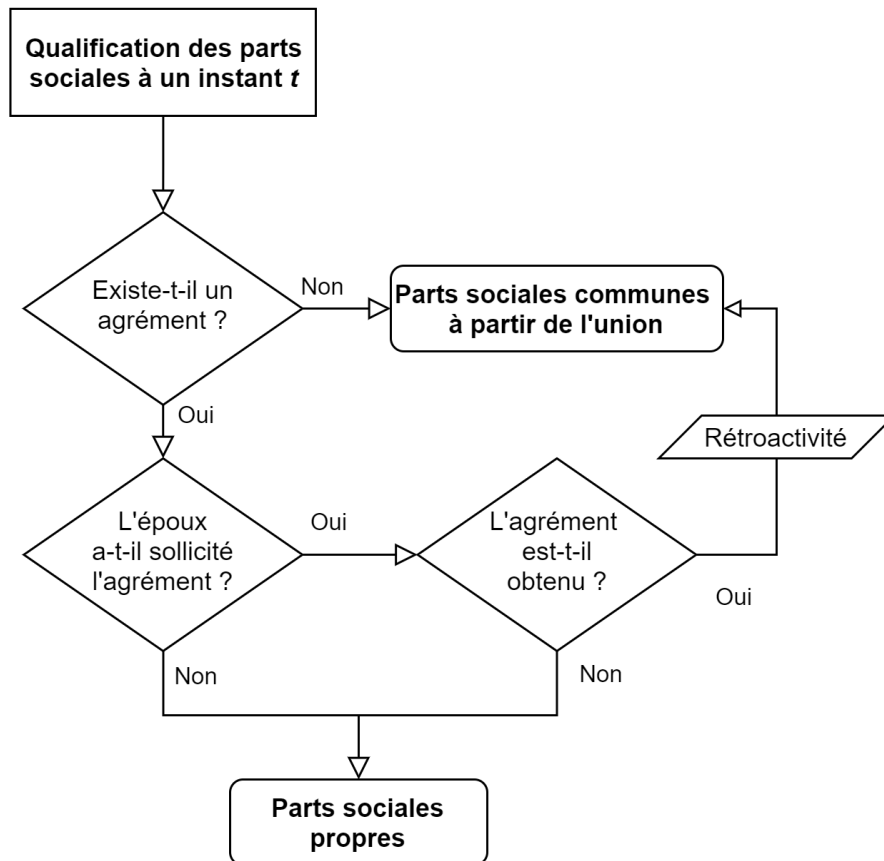 Qualification des parts
sociales à un instant t
Existe-t-il un
agrément ?
Non
Parts sociales communes
à partir de l'union
Oui
Rétroactivité
L'époux
a-t-il sollicité
l'agrément ?
Oui
L'agrément
est-t-il
obtenu ?
Oui
Non
Non
Parts sociales
propres